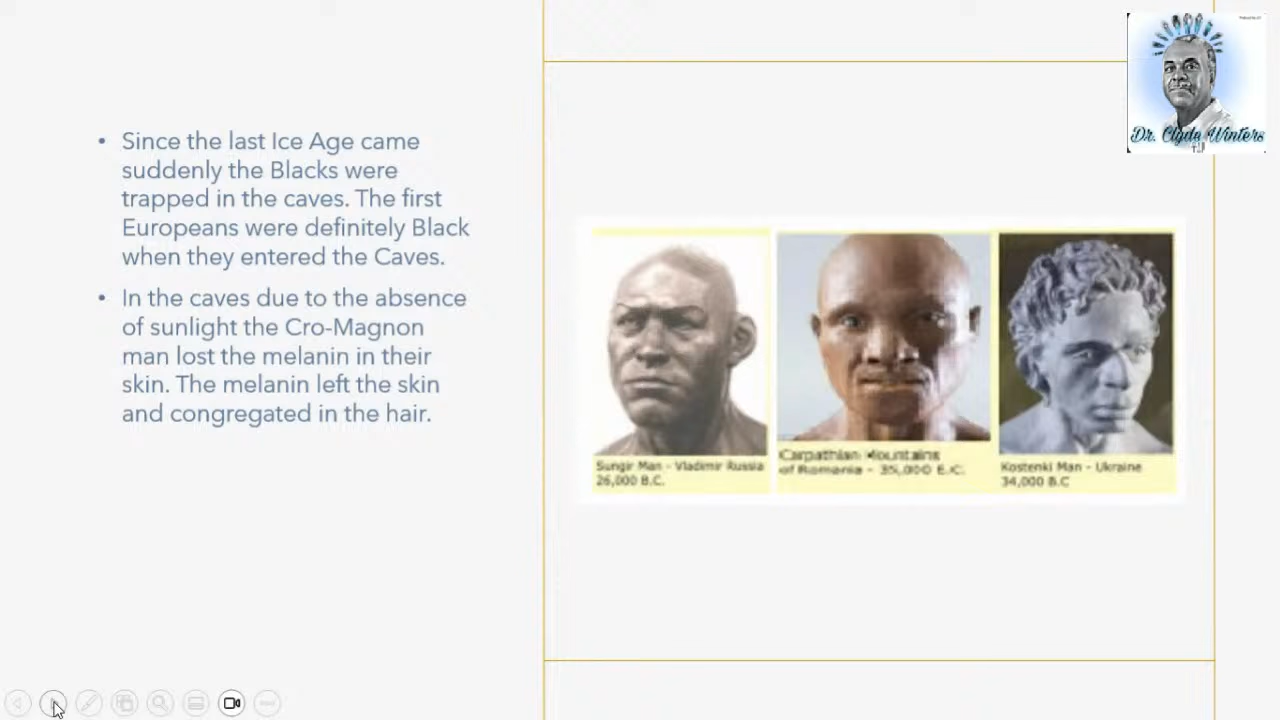 • Since the last Ice Age came
suddenly the Blacks were
trapped in the caves. The first
Europeans were definitely Black
when they entered the Caves.
• In the caves due to the absence
of sunlight the Cro-Magnon
man lost the melanin in their
skin. The melanin left the skin
and congregated in the hair.
Dr. Clyde Winters
Sungir Man - Vladimir Russia
26,000 B.C.
Carpathian Mountains
of Romania - 35,000 B.C.
Kostenki Man - Ukraine
34,000 B.C